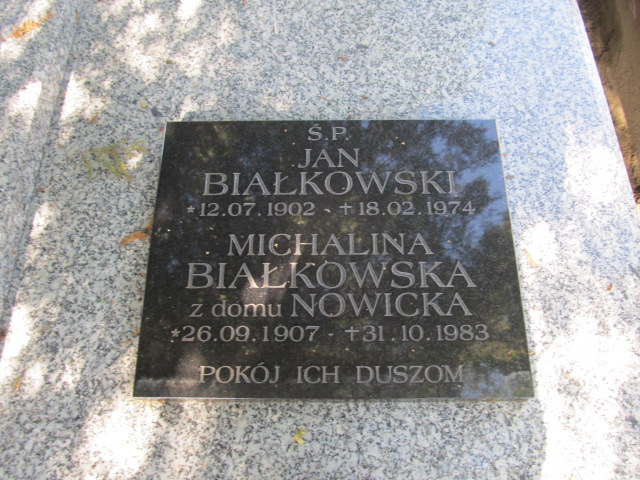 Ś.P.
JAN
BIAŁKOWSKI
*12.07.1902 - +18.02.1974
MICHALINA
BIAŁKOWSKA
z domu NOWICKA
*26.09.1907 - +31.10.1983
POKÓJ ICH DUSZOM